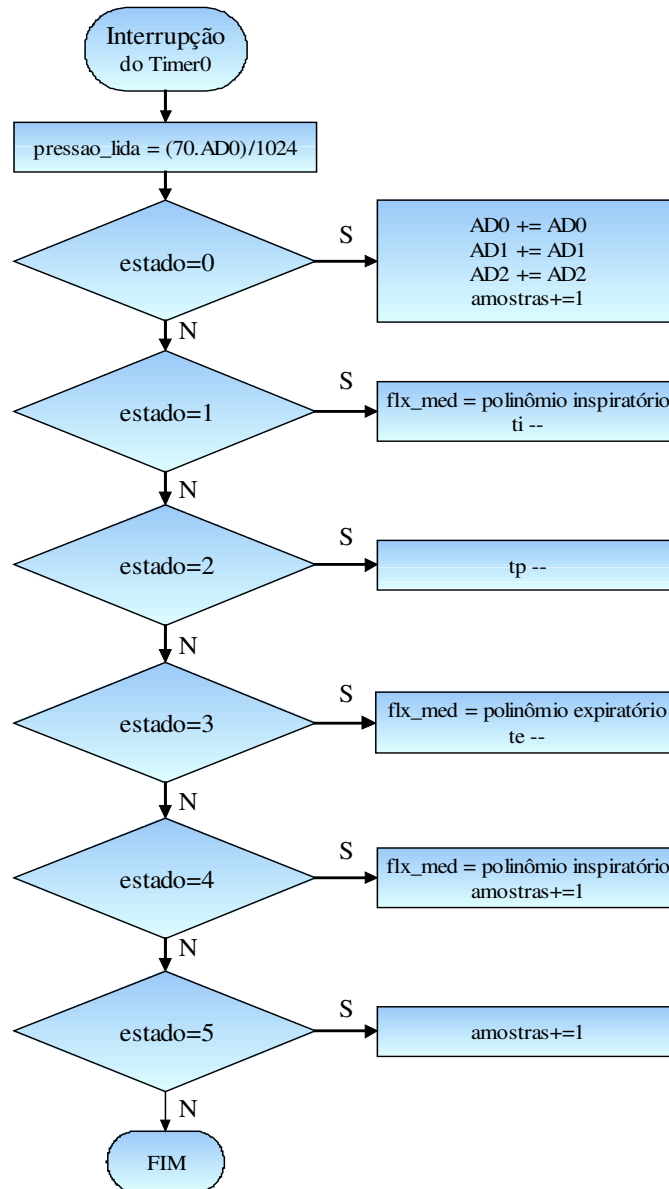 Interrupção
do Timer0
pressao_lida = (70.AD0)/1024
estado=0
S
AD0 += AD0
AD1 += AD1
AD2 += AD2
amostras+=1
N
estado=1
S
flx_med = polinômio inspiratório
ti --
N
estado=2
S
tp --
N
estado=3
S
flx_med = polinômio expiratório
te --
N
estado=4
S
flx_med = polinômio inspiratório
amostras+=1
N
estado=5
S
amostras+=1
N
FIM